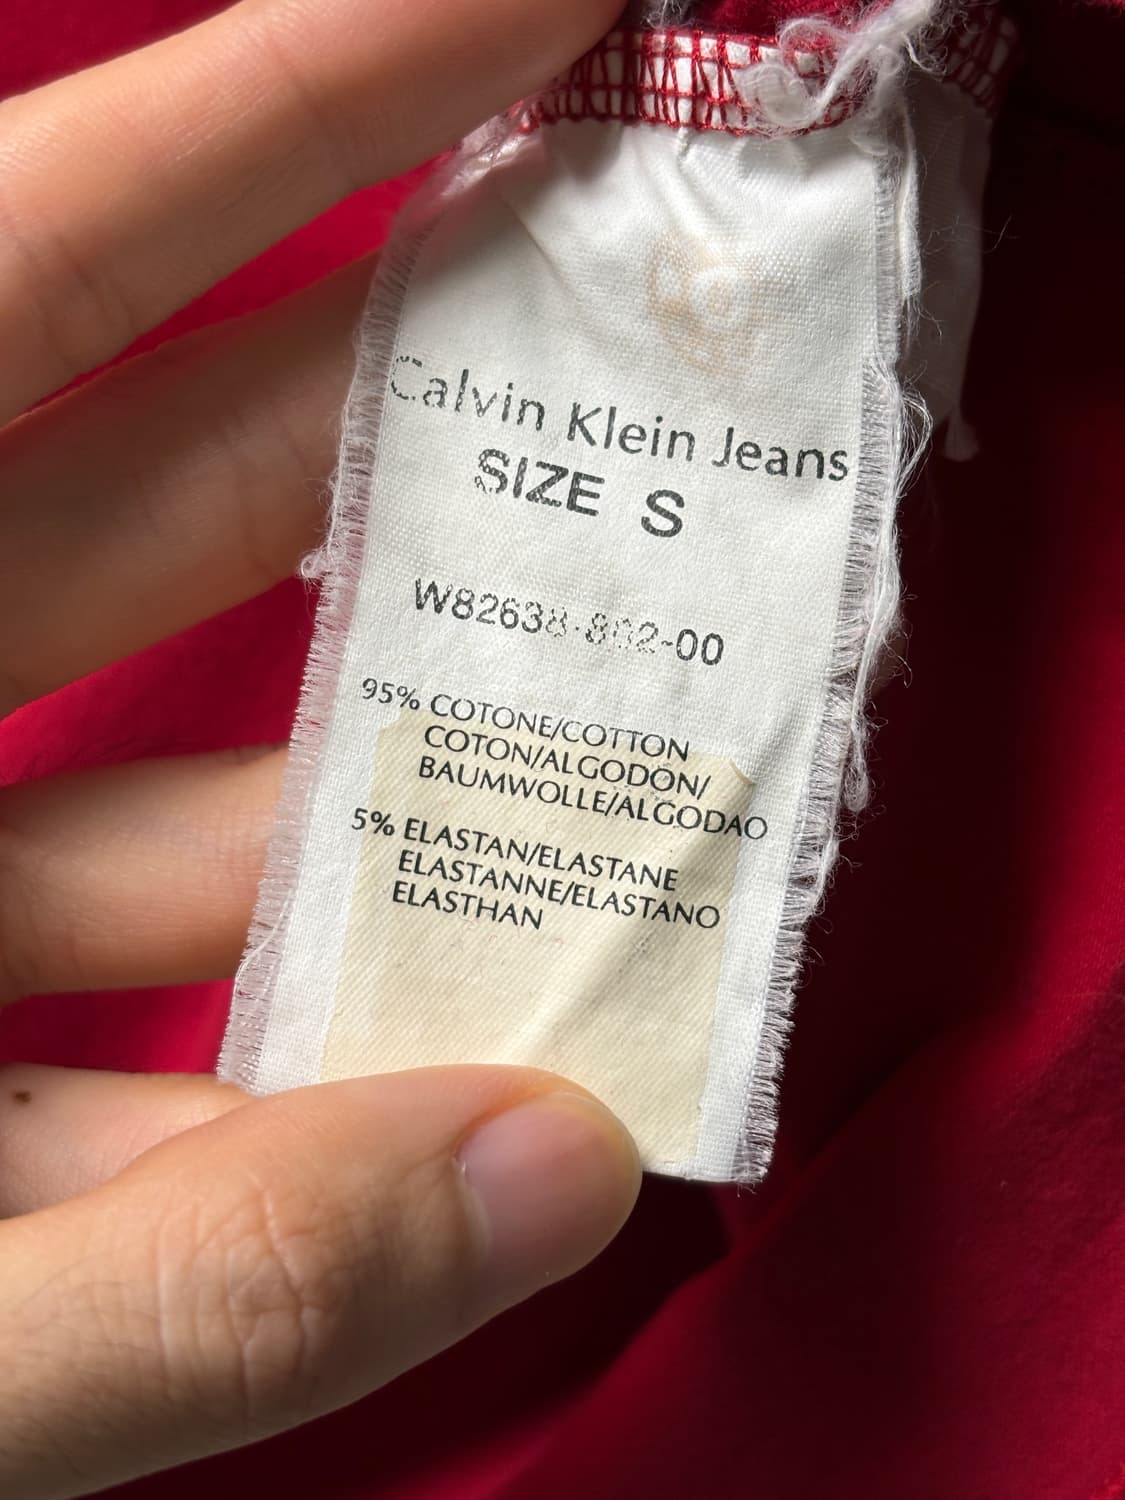 Calvin Klein Jeans
SIZE S
W82638-802-00
95% COTONE/COTTON
COTON/ALGODON/
BAUMWOLLE/ALGODAO
5% ELASTAN/ELASTANE
ELASTANNE/ELASTANO
ELASTHAN